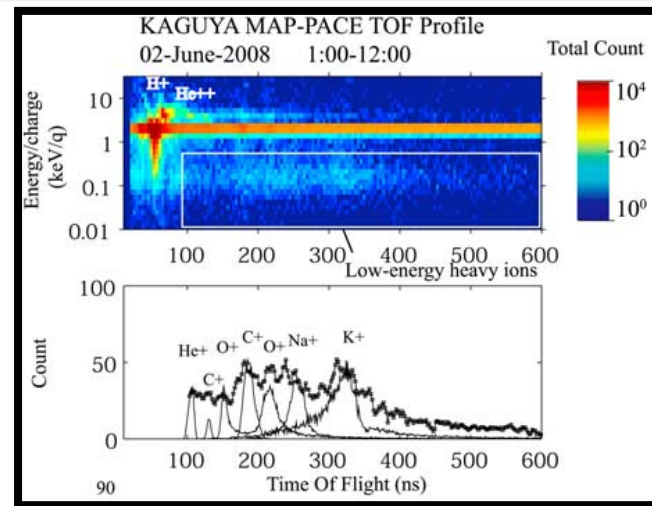 KAGUYA MAP-PACE TOF Profile
02-June-2008 1:00-12:00
Total Count
H+
He++
Energy/charge
(keV/q)
10
1
0.1
0.01
10^4
10^2
10^0
100 200 300 400 500 600
Low-energy heavy ions
Count
100
50
0
He+
C+
O+
C+
O+
Na+
K+
100 200 300 400 500 600
Time Of Flight (ns)
90